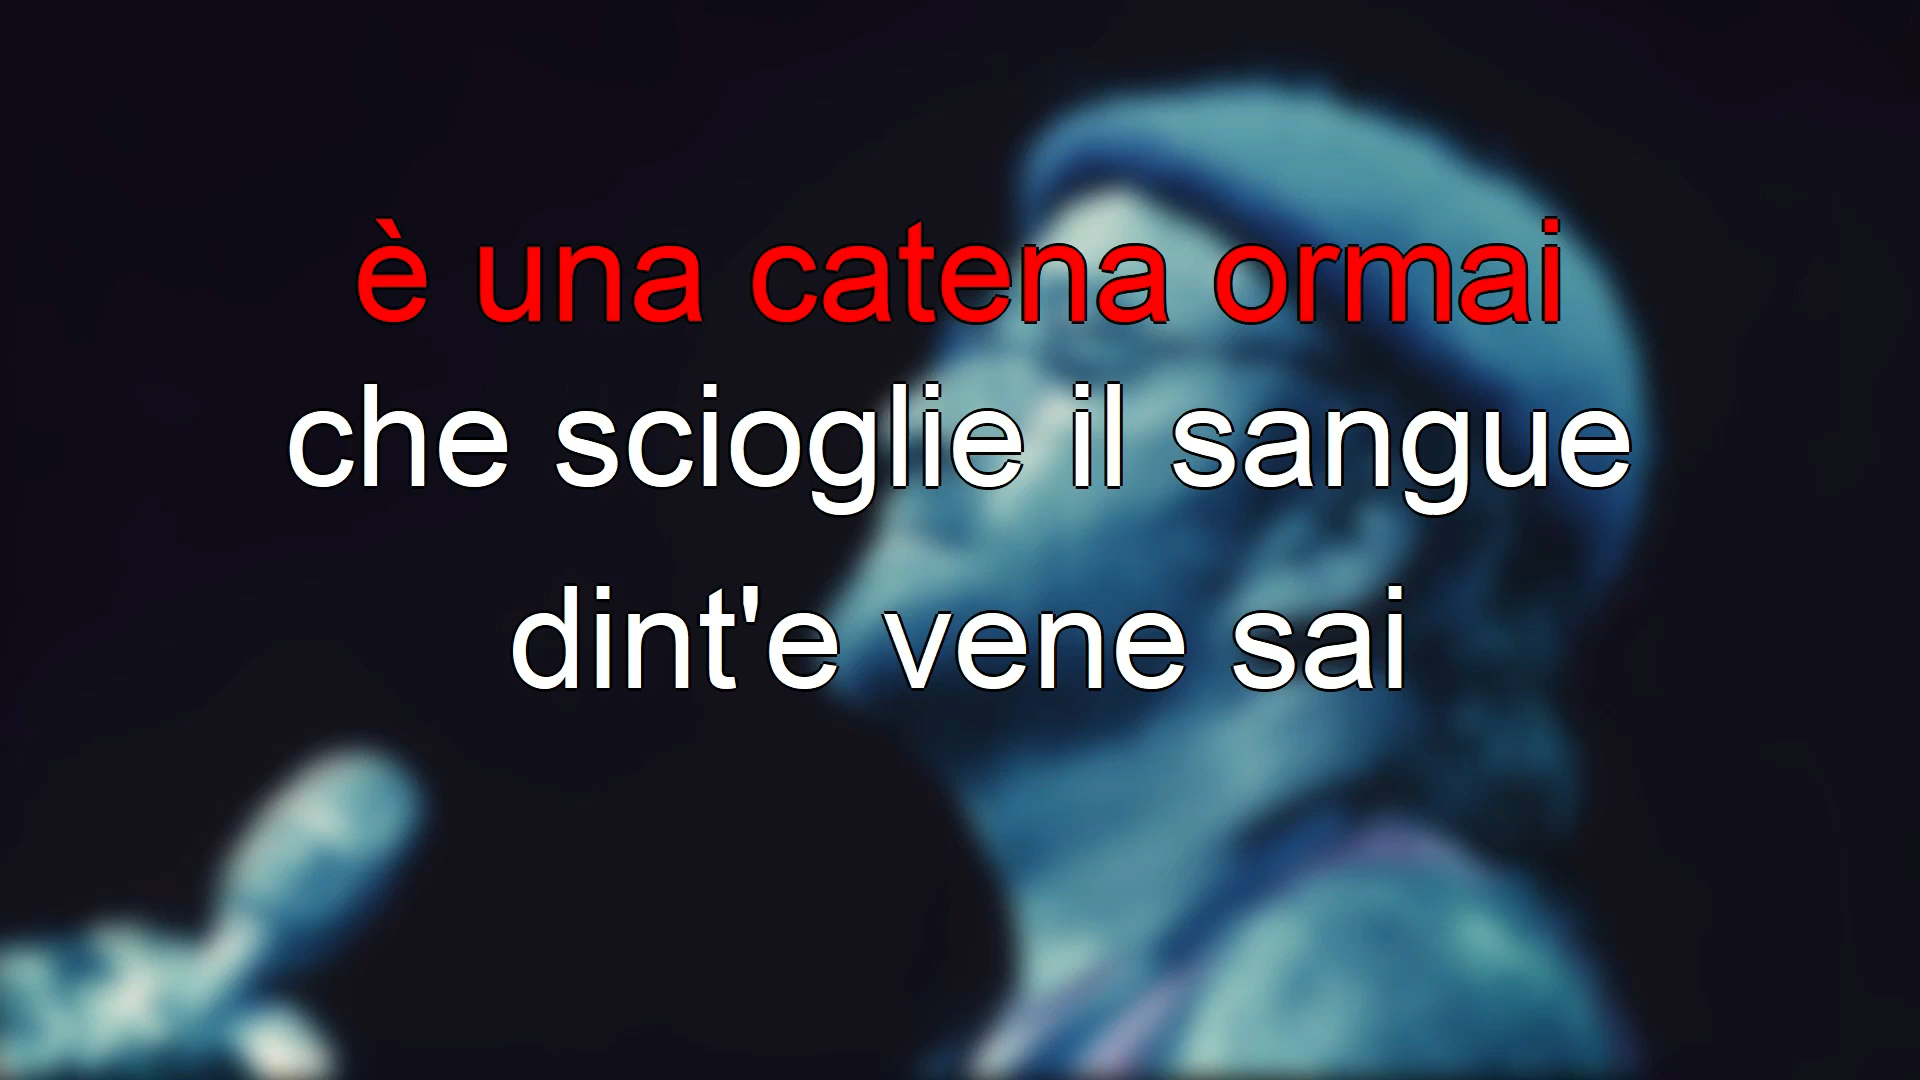 è una catena ormai
che scioglie il sangue
dint'e vene sai